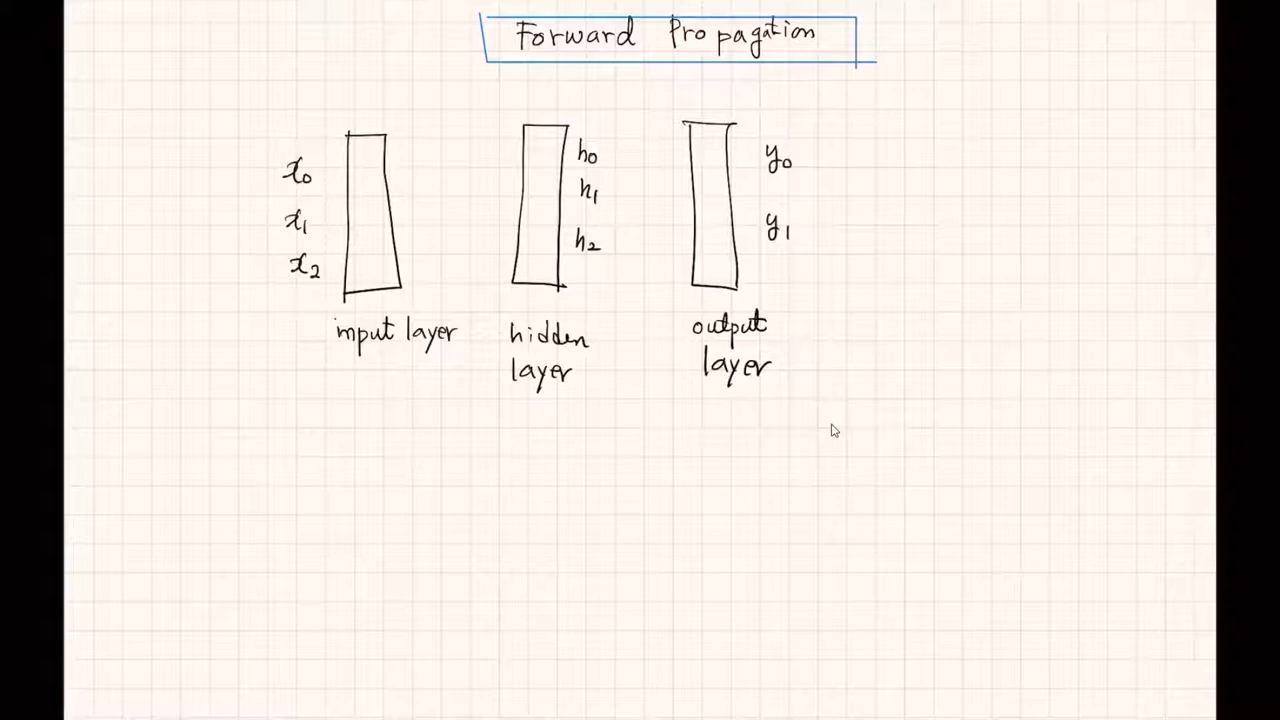 Forward Propagation
x₀
x₁
x₂
h₀
h₁
h₂
y₀
y₁
input layer
hidden
layer
output
layer